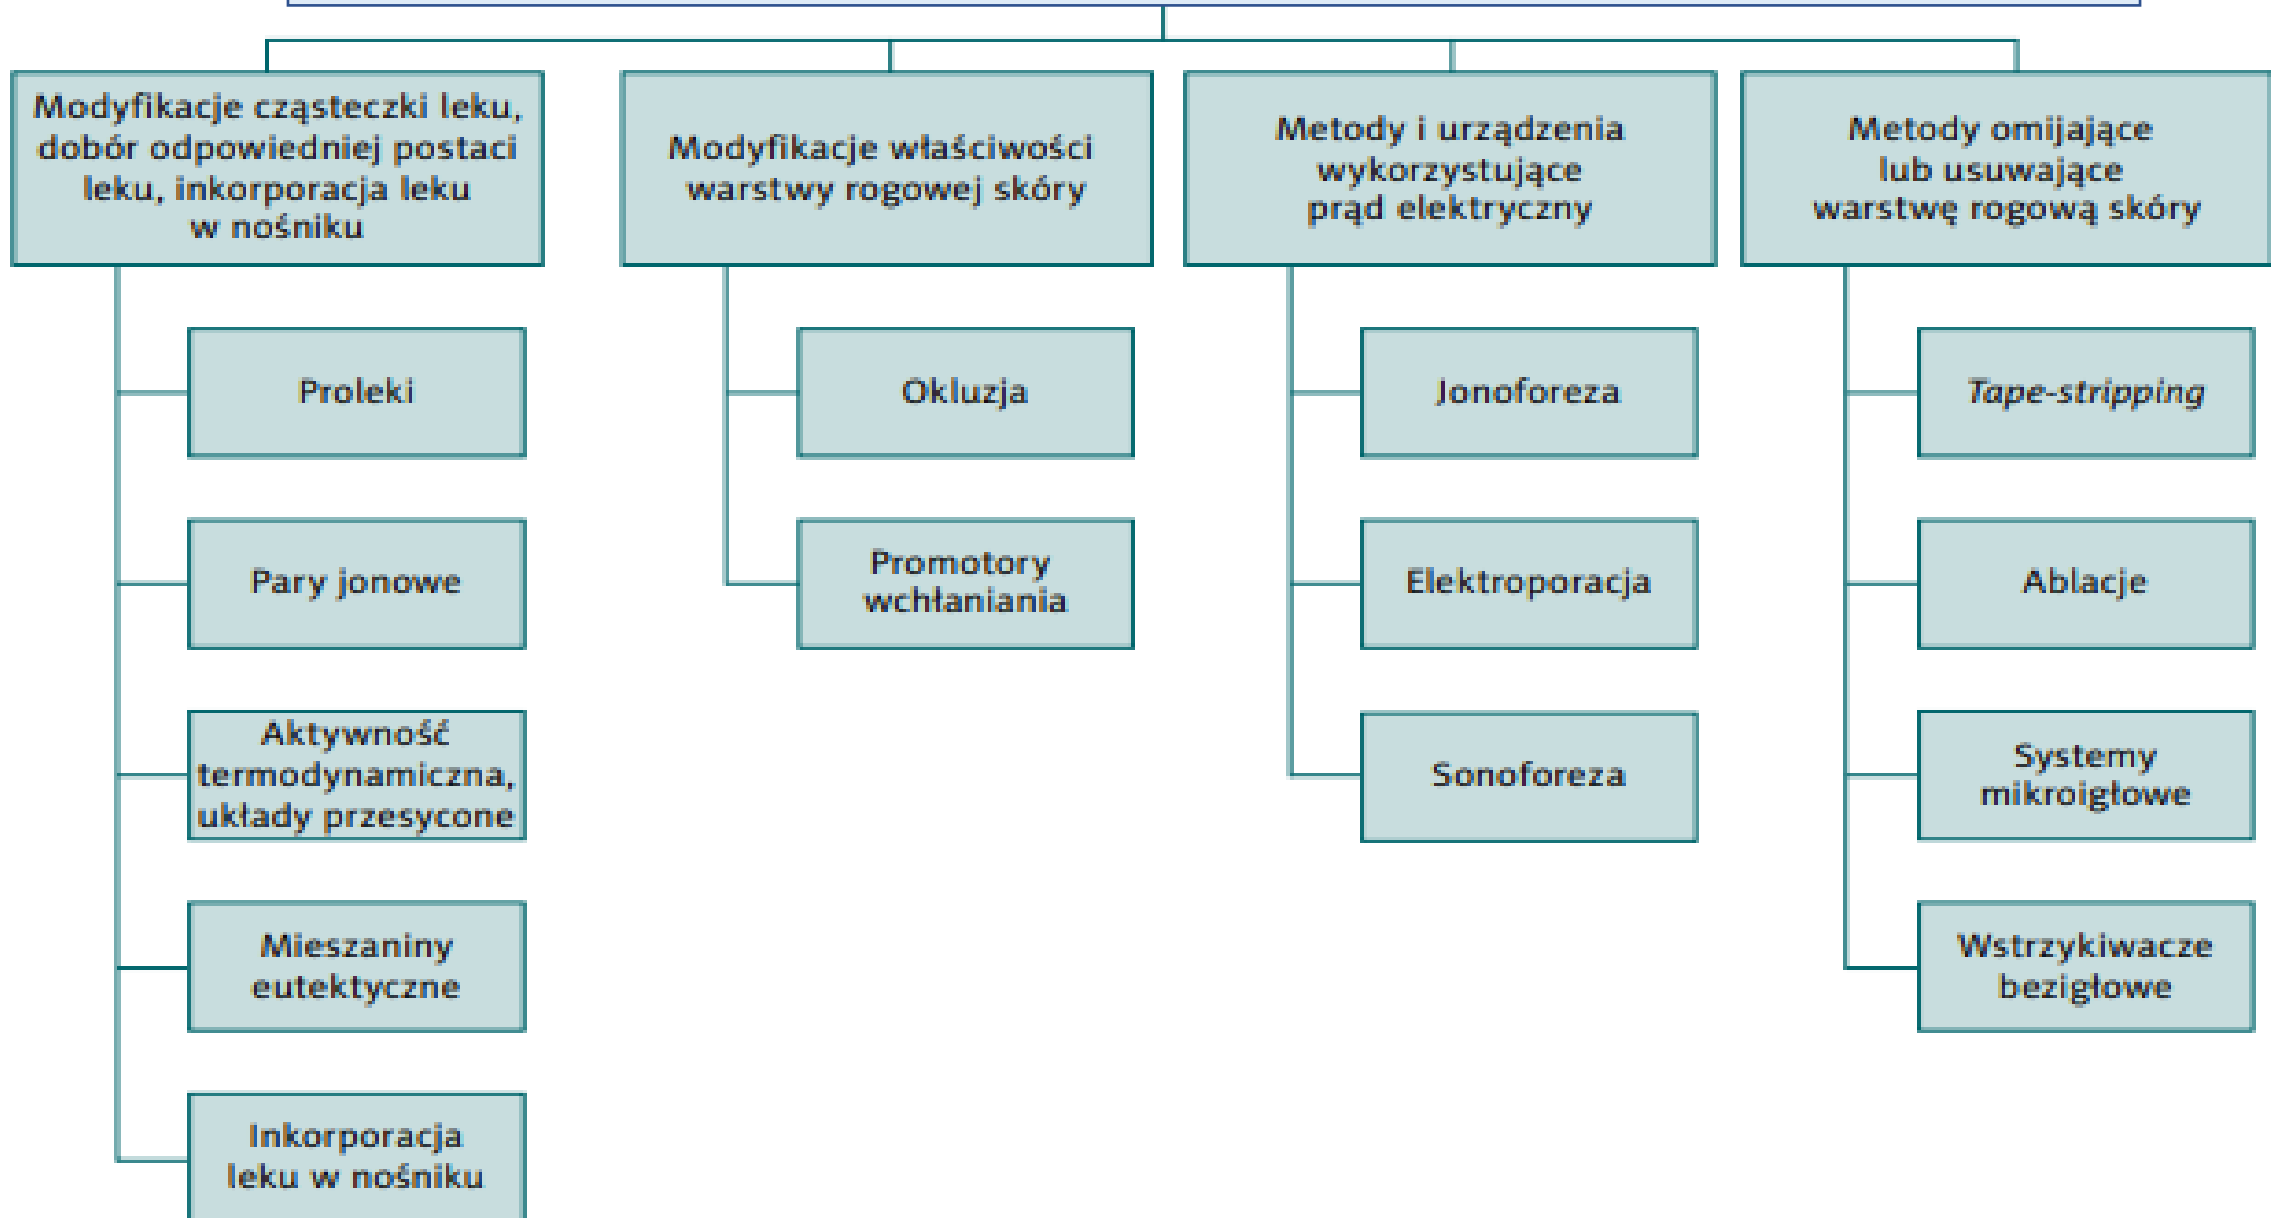 Modyfikacje cząsteczki leku,
dobór odpowiedniej postaci
leku, inkorporacja leku
w nośniku
Proleki
Pary jonowe
Aktywność
termodynamiczna,
układy przesycone
Mieszaniny
eutektyczne
Inkorporacja
leku w nośniku
Modyfikacje właściwości
warstwy rogowej skóry
Okluzja
Promotory
wchłaniania
Metody i urządzenia
wykorzystujące
prąd elektryczny
Jonoforeza
Elektroporacja
Sonoforeza
Metody omijające
lub usuwające
warstwę rogową skóry
Tape-stripping
Ablacje
Systemy
mikroigłowe
Wstrzykiwacze
bezigłowe